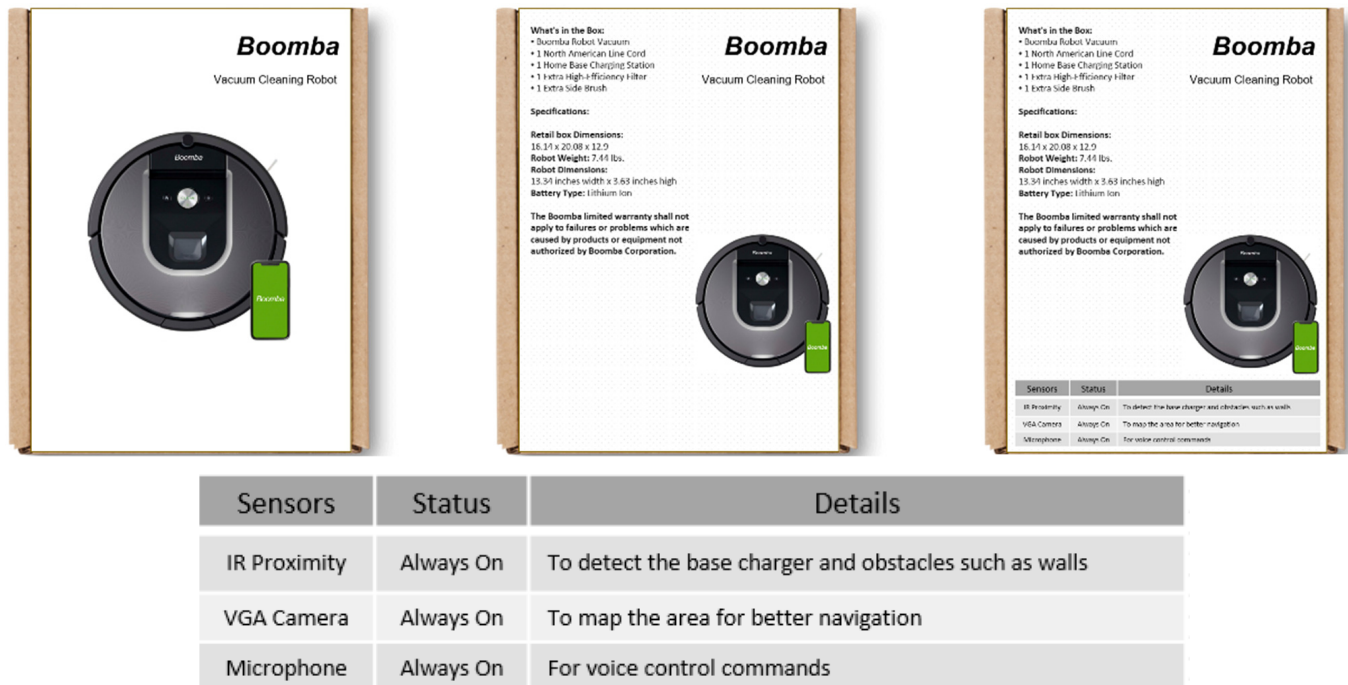 Boomba
Vacuum Cleaning Robot
Boomba
Boomba
What's in the Box:
• Boomba Robot Vacuum
• 1 North American Line Cord
• 1 Home Base Charging Station
• 1 Extra High-Efficiency Filter
• 1 Extra Side Brush
Specifications:
Retail box Dimensions:
16.14 x 20.08 x 12.9
Robot Weight: 7.44 lbs.
Robot Dimensions:
13.34 inches width x 3.63 inches high
Battery Type: Lithium Ion
The Boomba limited warranty shall not
apply to failures or problems which are
caused by products or equipment not
authorized by Boomba Corporation.
Boomba
Vacuum Cleaning Robot
Boomba
Boomba
What's in the Box:
• Boomba Robot Vacuum
• 1 North American Line Cord
• 1 Home Base Charging Station
• 1 Extra High-Efficiency Filter
• 1 Extra Side Brush
Specifications:
Retail box Dimensions:
16.14 x 20.08 x 12.9
Robot Weight: 7.44 lbs.
Robot Dimensions:
13.34 inches width x 3.63 inches high
Battery Type: Lithium Ion
The Boomba limited warranty shall not
apply to failures or problems which are
caused by products or equipment not
authorized by Boomba Corporation.
Boomba
Vacuum Cleaning Robot
Boomba
Boomba
Sensors Status Details
IR Proximity Always On To detect the base charger and obstacles such as walls
VGA Camera Always On To map the area for better navigation
Microphone Always On For voice control commands
Sensors Status Details
IR Proximity Always On To detect the base charger and obstacles such as walls
VGA Camera Always On To map the area for better navigation
Microphone Always On For voice control commands